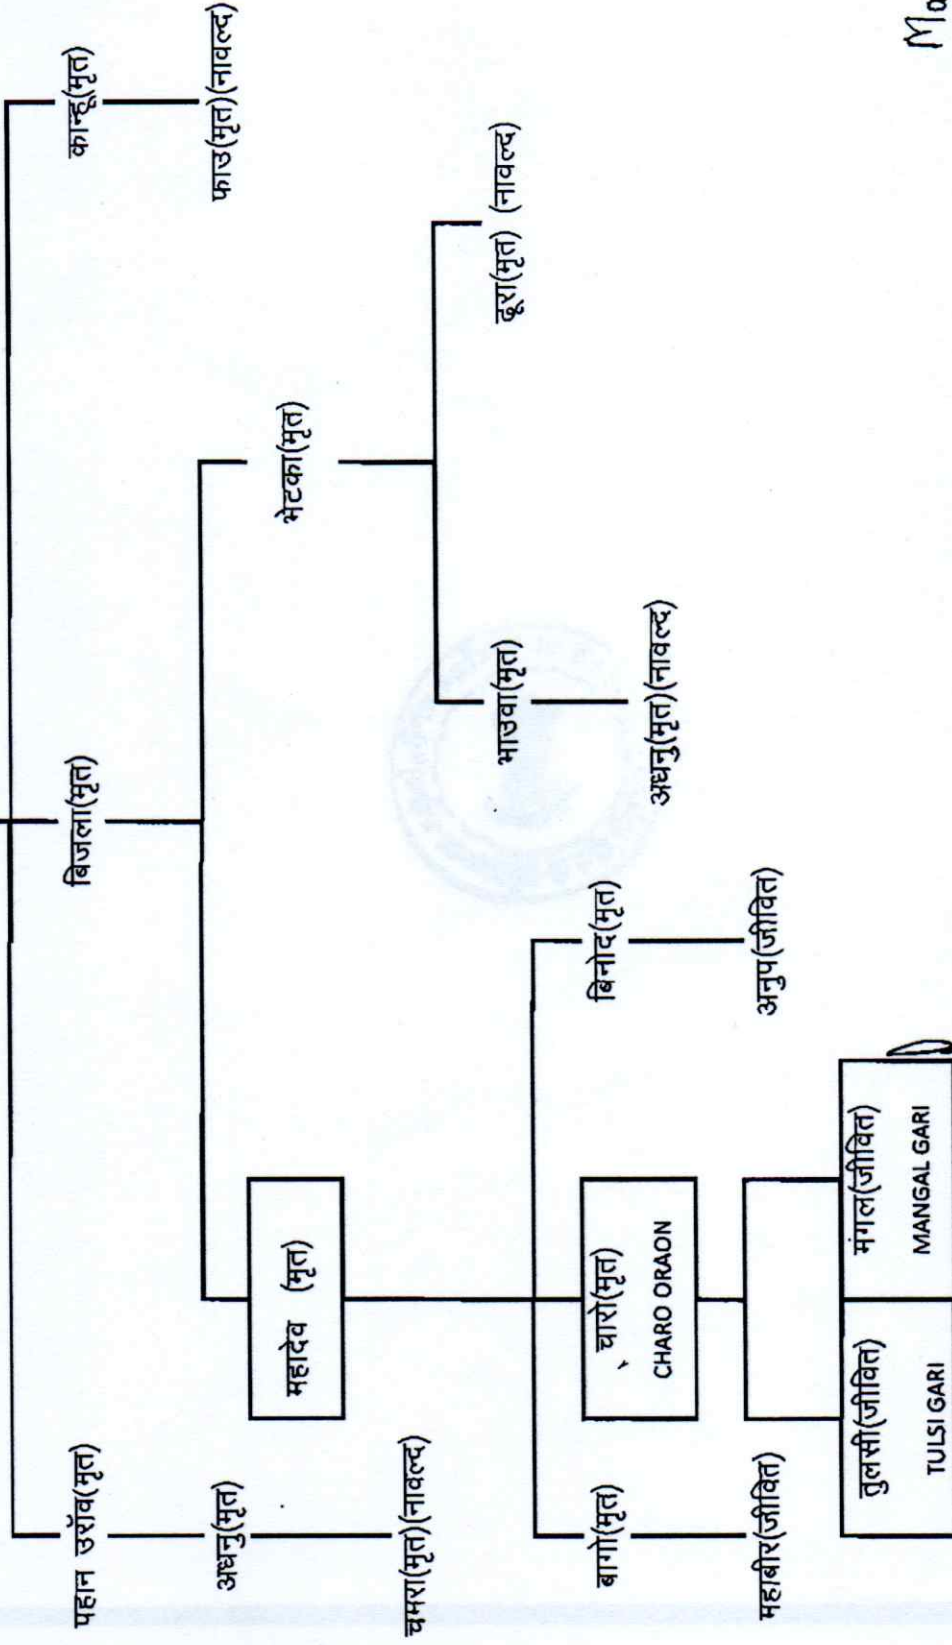 पहान उराँव(मृत)
बिजला(मृत)
कान्हू(मृत)
अधनु(मृत)
महादेव (मृत)
भेटका(मृत)
फाउ(मृत)(नावल्द)
चमरा(मृत)(नावल्द)
भाउवा(मृत)
ढूरा(मृत) (नावल्द)
बागो(मृत)
चारो(मृत)
CHARO ORAON
बिनोद(मृत)
अधनु(मृत)(नावल्द)
महाबीर(जीवित)
अनुप(जीवित)
तुलसी(जीवित)
TULSI GARI
मंगल(जीवित)
MANGAL GARI